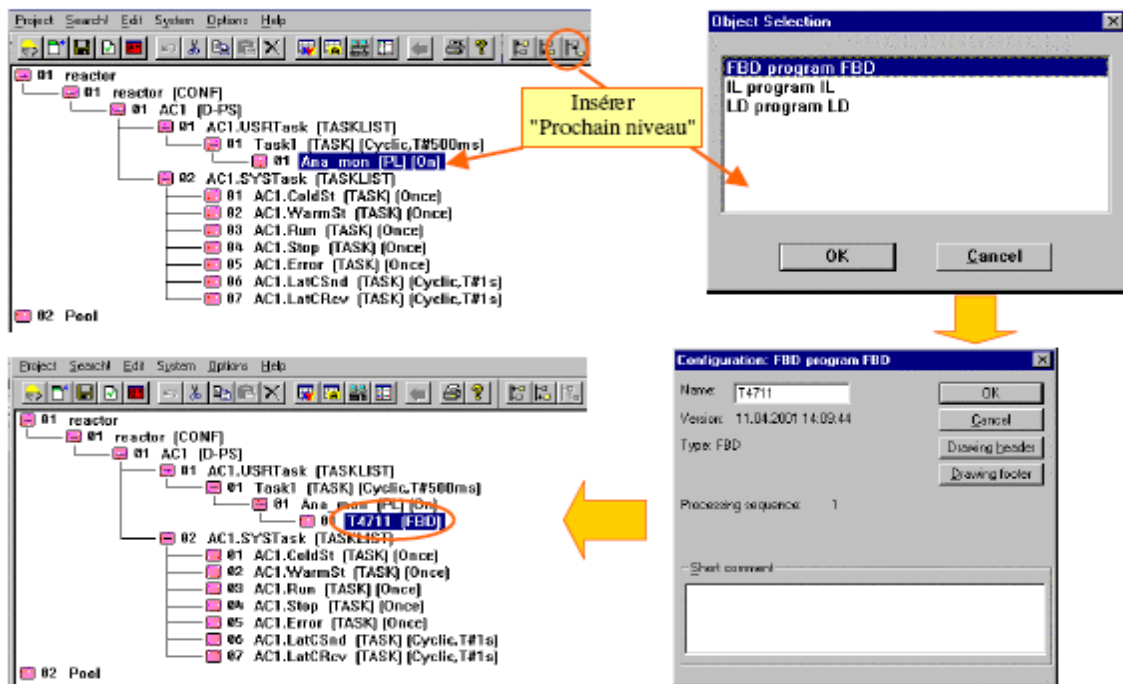 Project Search! Edit System Options Help
01 reactor
01 reactor (CONF)
01 AC1 (D-PS)
01 AC1.USRTask (TASKLIST)
01 Task1 (TASK) (Cyclic,T#500ms)
01 Ana_mon (PL) (On)
02 AC1.SYSTask (TASKLIST)
01 AC1.ColdSt (TASK) (Once)
02 AC1.WarmSt (TASK) (Once)
03 AC1.Run (TASK) (Once)
04 AC1.Stop (TASK) (Once)
05 AC1.Error (TASK) (Once)
06 AC1.LatCSnd (TASK) (Cyclic,T#1s)
07 AC1.LatCRcv (TASK) (Cyclic,T#1s)
02 Pool
Insérer
"Prochain niveau"
Object Selection
FBD program FBD
IL program IL
LD program LD
OK Cancel
Project Search! Edit System Options Help
01 reactor
01 reactor (CONF)
01 AC1 (D-PS)
01 AC1.USRTask (TASKLIST)
01 Task1 (TASK) (Cyclic,T#500ms)
01 Ana_mon (PL) (On)
T4711 (FBD)
02 AC1.SYSTask (TASKLIST)
01 AC1.ColdSt (TASK) (Once)
02 AC1.WarmSt (TASK) (Once)
03 AC1.Run (TASK) (Once)
04 AC1.Stop (TASK) (Once)
05 AC1.Error (TASK) (Once)
06 AC1.LatCSnd (TASK) (Cyclic,T#1s)
07 AC1.LatCRcv (TASK) (Cyclic,T#1s)
02 Pool
Configuration: FBD program FBD
Name: T4711 OK
Version: 11.04.2001 14:09:44 Cancel
Type: FBD Drawing header
Drawing footer
Processing sequence: 1
Short comment